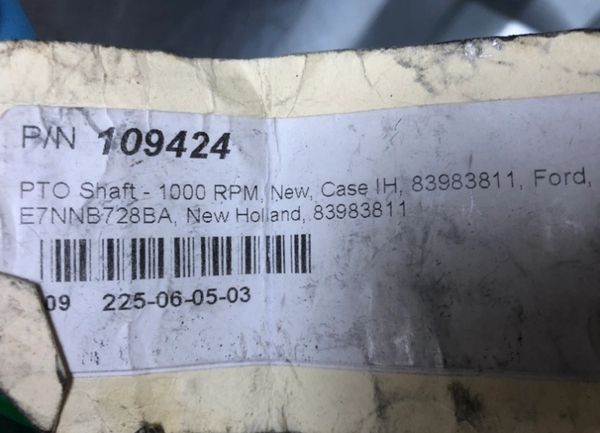 P/N 109424
PTO Shaft - 1000 RPM, New, Case IH, 83983811, Ford,
E7NNB728BA, New Holland, 83983811
09 225-06-05-03